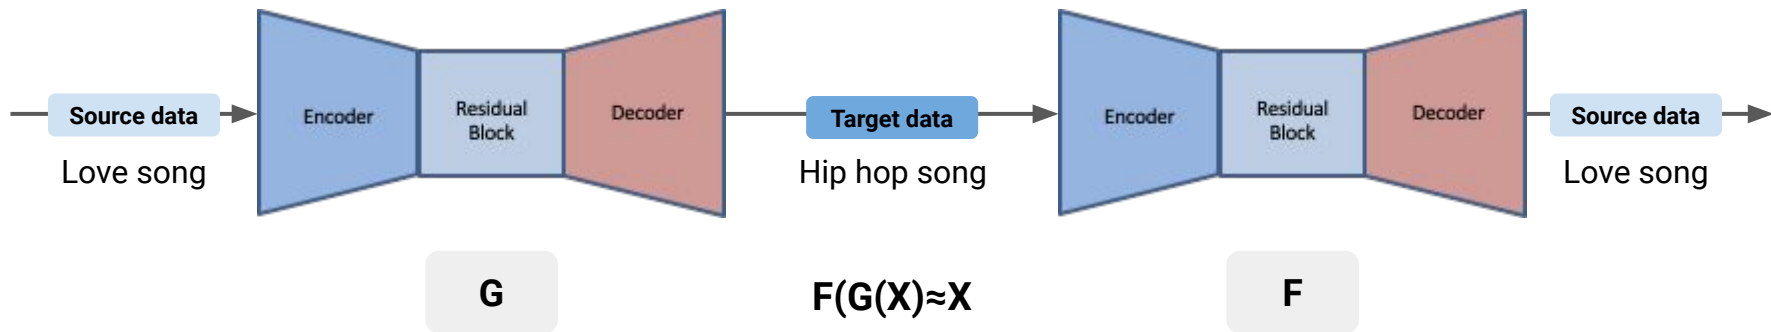 Source data
Love song
Encoder
Residual
Block
Decoder
Target data
Hip hop song
Encoder
Residual
Block
Decoder
Source data
Love song
G
F(G(X)≈X
F